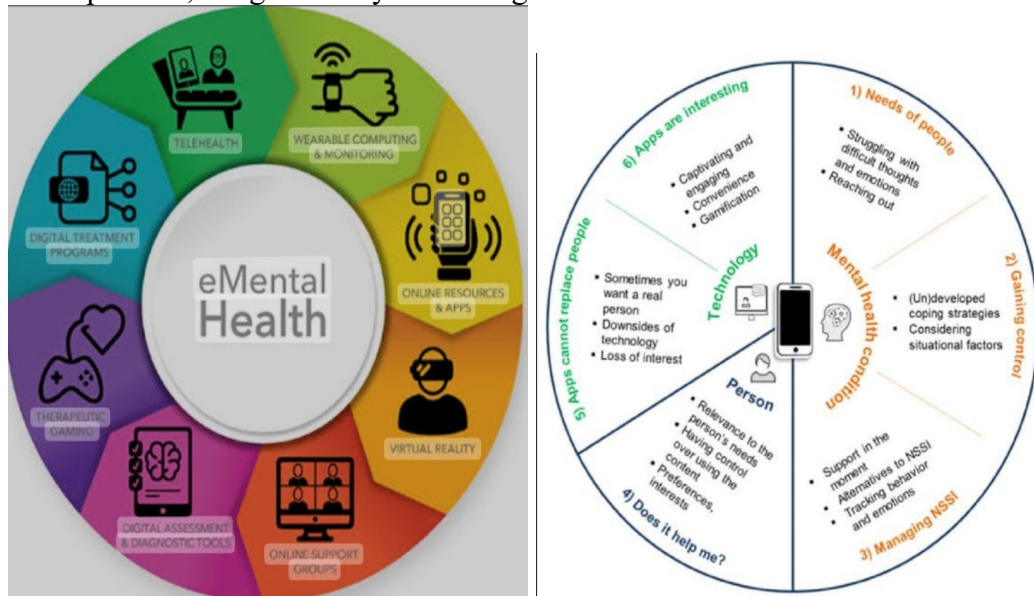 TELEHEALTH
WEARABLE COMPUTING
& MONITORING
ONLINE RESOURCES
& APPS
VIRTUAL REALITY
ONLINE SUPPORT
GROUPS
DIGITAL ASSESSMENT
& DIAGNOSTIC TOOLS
THERAPEUTIC
GAMING
DIGITAL TREATMENT
PROGRAMS
eMental
Health
1) Needs of people
▪ Struggling with
difficult thoughts
and emotions
▪ Reaching out
2) Gaining control
▪ (Un)developed
coping strategies
▪ Considering
situational factors
3) Managing NSSI
▪ Support in the
moment
▪ Alternatives to NSSI
▪ Tracking behavior
and emotions
4) Does it help me?
▪ Relevance to the
person's needs
▪ Having control
over using the
content
▪ Preferences,
interests
5) Apps cannot replace people
▪ Sometimes you
want a real
person
▪ Downsides of
technology
▪ Loss of interest
6) Apps are interesting
▪ Captivating and
engaging
▪ Convenience
▪ Gamification
Technology
Mental health condition
Person